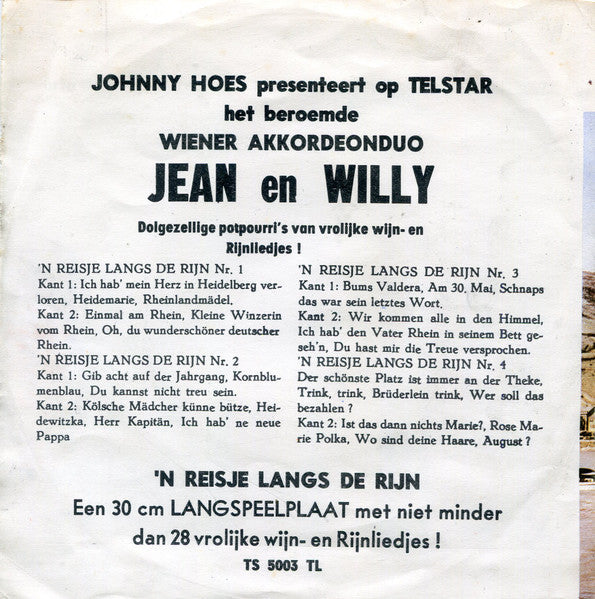 JOHNNY HOES presenteert op TELSTAR
het beroemde
WIENER AKKORDEONDUO
JEAN en WILLY
Dolgezellige potpourri's van vrolijke wijn- en
Rijnliedjes !
'N REISJE LANGS DE RIJN Nr. 1
Kant 1: Ich hab' mein Herz in Heidelberg ver-
loren, Heidemarie, Rheinlandmädel.
Kant 2: Einmal am Rhein, Kleine Winzerin
vom Rhein, Oh, du wunderschöner deutscher
Rhein.
'N REISJE LANGS DE RIJN Nr. 2
Kant 1: Gib acht auf der Jahrgang, Kornblu-
menblau, Du kannst nicht treu sein.
Kant 2: Kölsche Mädcher künne bütze, Hei-
dewitzka, Herr Kapitän, Ich hab' ne neue
Pappa
'N REISJE LANGS DE RIJN Nr. 3
Kant 1: Bums Valdera, Am 30. Mai, Schnaps
das war sein letztes Wort.
Kant 2: Wir kommen alle in den Himmel,
Ich hab' den Vater Rhein in seinem Bett ge-
seh'n, Du hast mir die Treue versprochen.
'N REISJE LANGS DE RIJN Nr. 4
Der schönste Platz ist immer an der Theke,
Trink, trink, Brüderlein trink, Wer soll das
bezahlen ?
Kant 2: Ist das dann nichts Marie?, Rose Ma-
rie Polka, Wo sind deine Haare, August ?
'N REISJE LANGS DE RIJN
Een 30 cm LANGSPEELPLAAT met niet minder
dan 28 vrolijke wijn- en Rijnliedjes !
TS 5003 TL